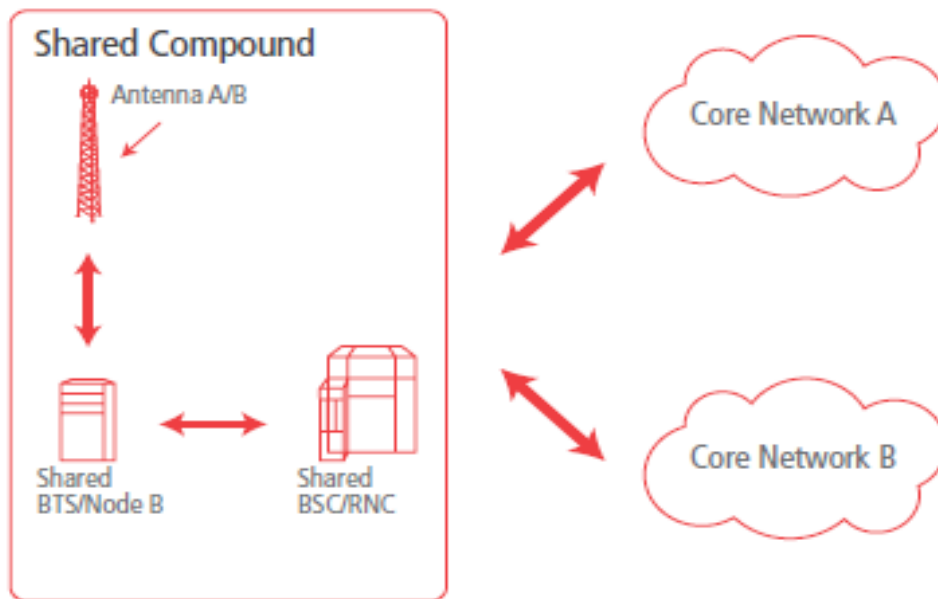 Shared Compound
Antenna A/B
Core Network A
Shared
BTS/Node B
Shared
BSC/RNC
Core Network B